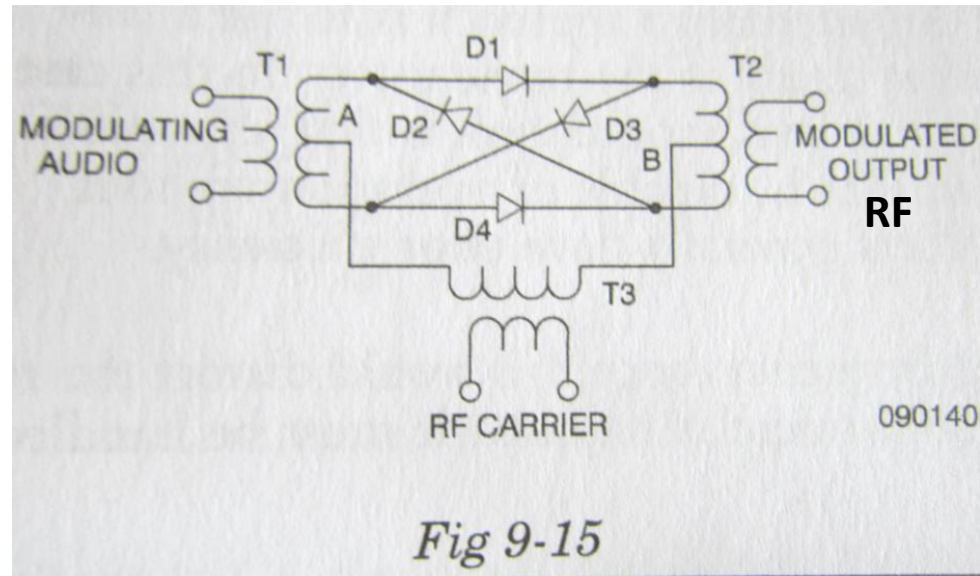 D1
T1
T2
A
D2
D3
MODULATING
AUDIO
B
MODULATED
OUTPUT
RF
D4
T3
RF CARRIER
090140
Fig 9-15